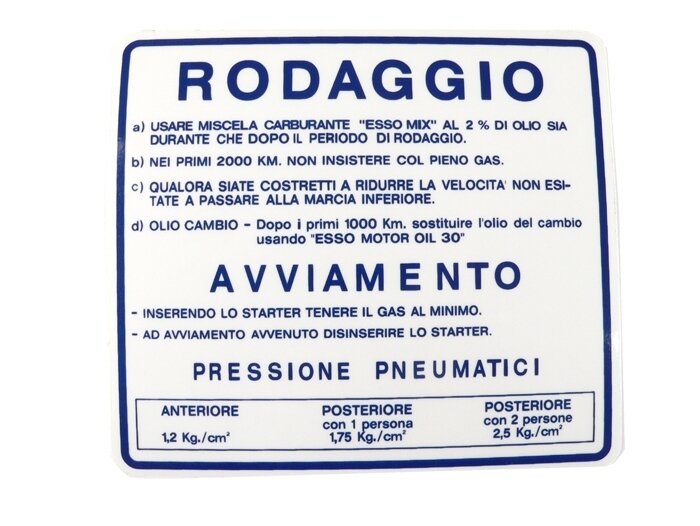 RODAGGIO
a) USARE MISCELA CARBURANTE "ESSO MIX" AL 2 % DI OLIO SIA
DURANTE CHE DOPO IL PERIODO DI RODAGGIO.
b) NEI PRIMI 2000 KM. NON INSISTERE COL PIENO GAS.
c) QUALORA SIATE COSTRETTI A RIDURRE LA VELOCITA' NON ESI-
TATE A PASSARE ALLA MARCIA INFERIORE.
d) OLIO CAMBIO - Dopo i primi 1000 Km. sostituire l'olio del cambio
usando "ESSO MOTOR OIL 30"
AVVIAMENTO
- INSERENDO LO STARTER TENERE IL GAS AL MINIMO.
- AD AVVIAMENTO AVVENUTO DISINSERIRE LO STARTER.
PRESSIONE PNEUMATICI
ANTERIORE
1,2 Kg./cm²
POSTERIORE
con 1 persona
1,75 Kg./cm²
POSTERIORE
con 2 persone
2,5 Kg./cm²